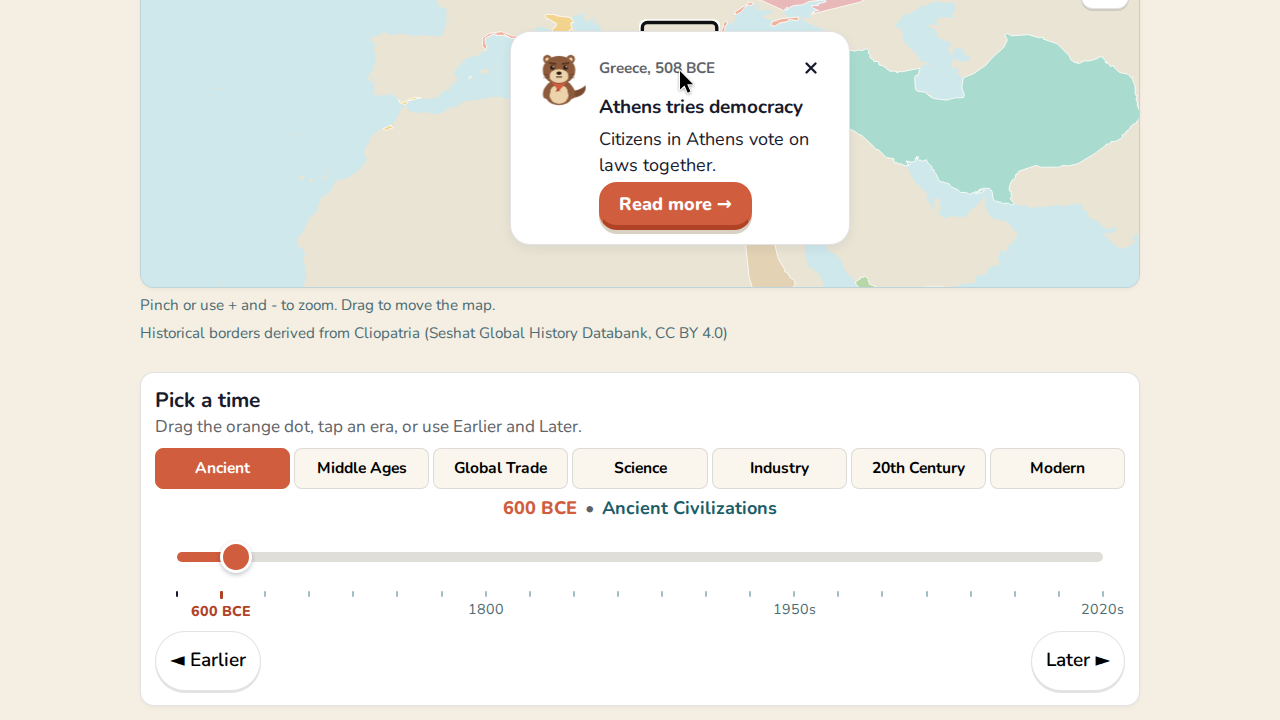 Greece, 508 BCE
Athens tries democracy
Citizens in Athens vote on
laws together.
Read more →
Pinch or use + and - to zoom. Drag to move the map.
Historical borders derived from Cliopatria (Seshat Global History Databank, CC BY 4.0)
Pick a time
Drag the orange dot, tap an era, or use Earlier and Later.
Ancient Middle Ages Global Trade Science Industry 20th Century Modern
600 BCE • Ancient Civilizations
600 BCE 1800 1950s 2020s
◄ Earlier Later ►